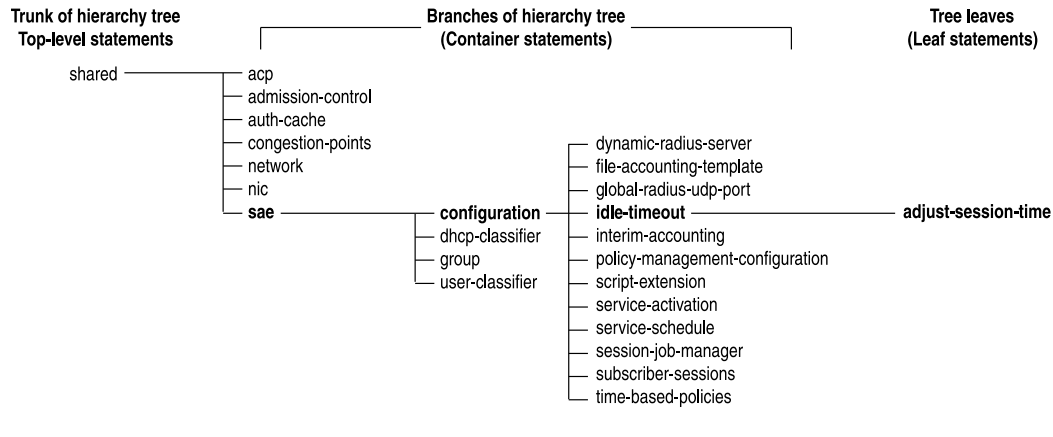 Trunk of hierarchy tree
Top-level statements
Branches of hierarchy tree
(Container statements)
Tree leaves
(Leaf statements)
shared
acp
admission-control
auth-cache
congestion-points
network
nic
sae
configuration
dhcp-classifier
group
user-classifier
dynamic-radius-server
file-accounting-template
global-radius-udp-port
idle-timeout
interim-accounting
policy-management-configuration
script-extension
service-activation
service-schedule
session-job-manager
subscriber-sessions
time-based-policies
adjust-session-time